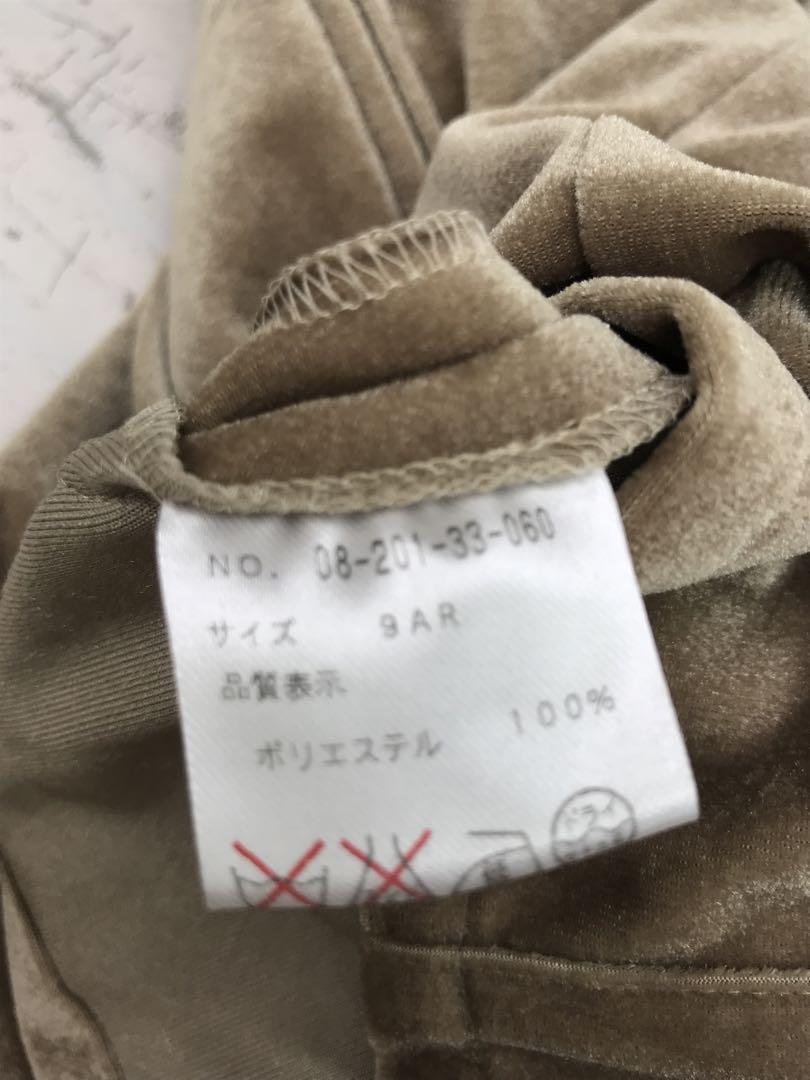 NO. 08-201-33-060
サイズ 9AR
品質表示
ポリエステル 100%
ドライ